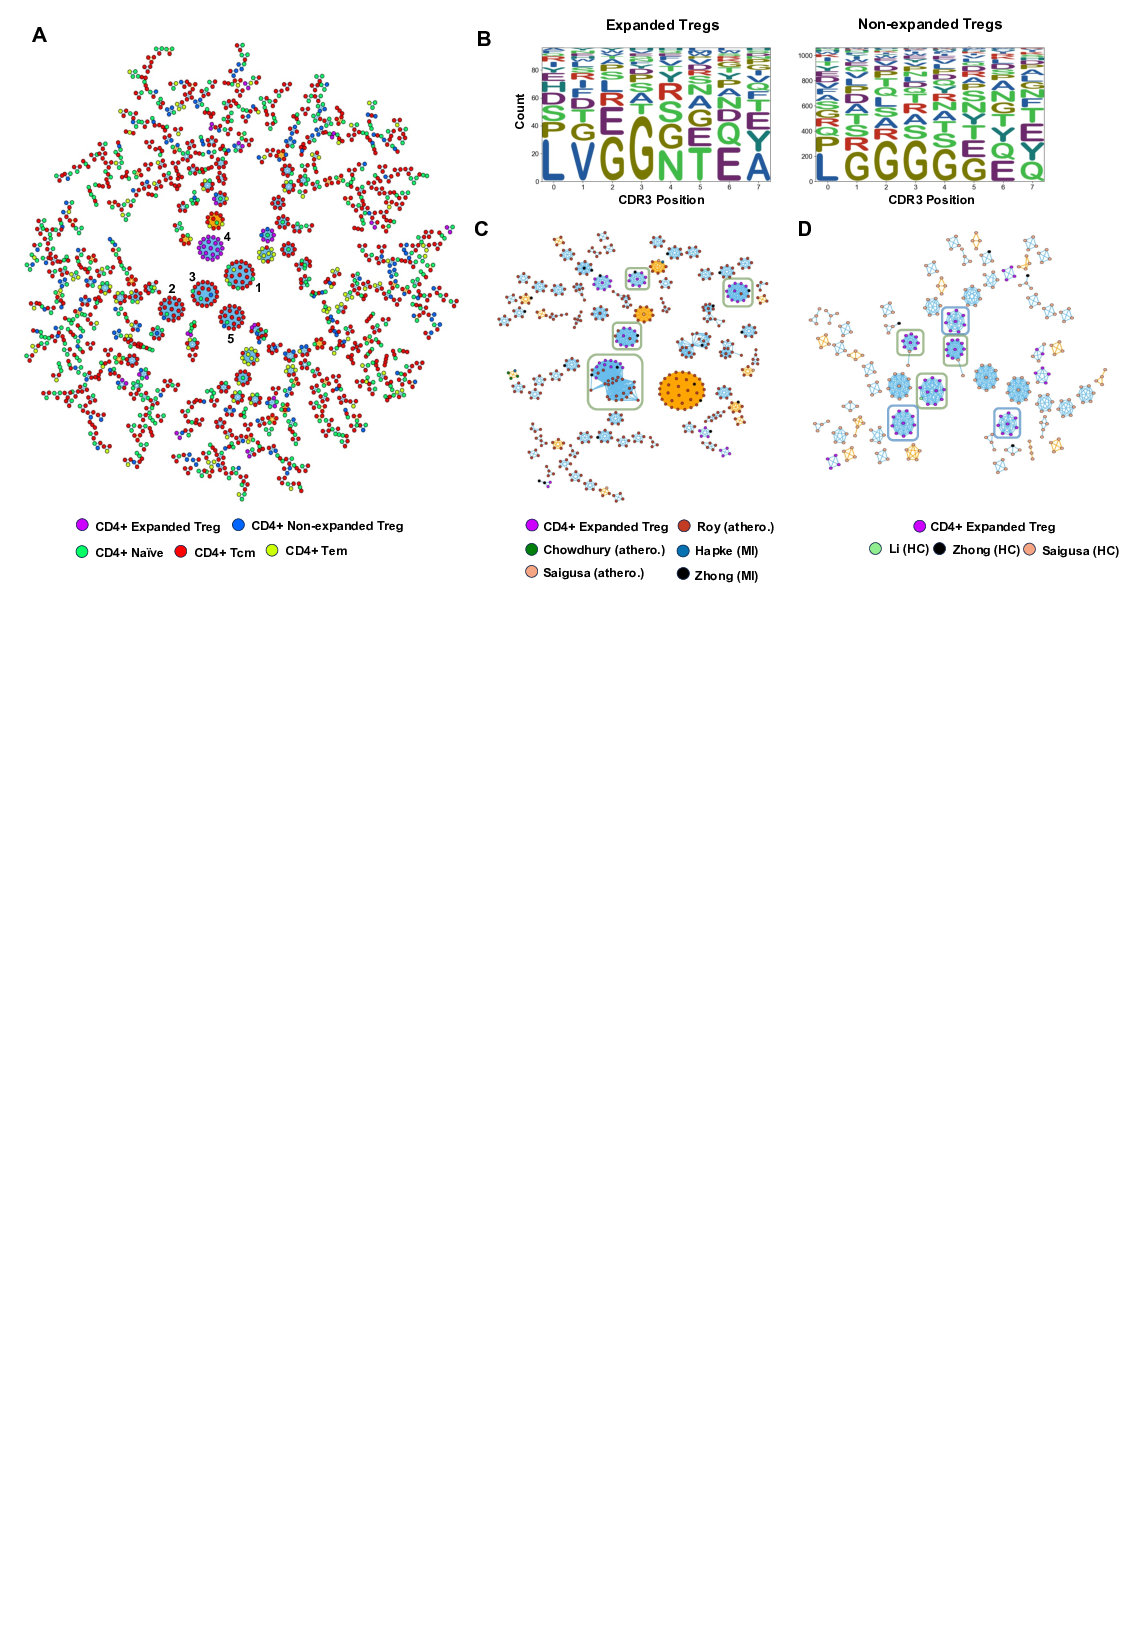 A
4
3
2
1
5
CD4+ Expanded Treg
CD4+ Non-expanded Treg
CD4+ Naïve
CD4+ Tcm
CD4+ Tem
B
Expanded Tregs
Non-expanded Tregs
Count
80
60
40
20
0
0 1 2 3 4 5 6 7
CDR3 Position
L V G G N T E A
1000
800
600
400
200
0
0 1 2 3 4 5 6 7
CDR3 Position
L G G G G G E Q
C
CD4+ Expanded Treg
Roy (athero.)
Chowdhury (athero.)
Hapke (MI)
Saigusa (athero.)
Zhong (MI)
D
CD4+ Expanded Treg
Li (HC)
Zhong (HC)
Saigusa (HC)